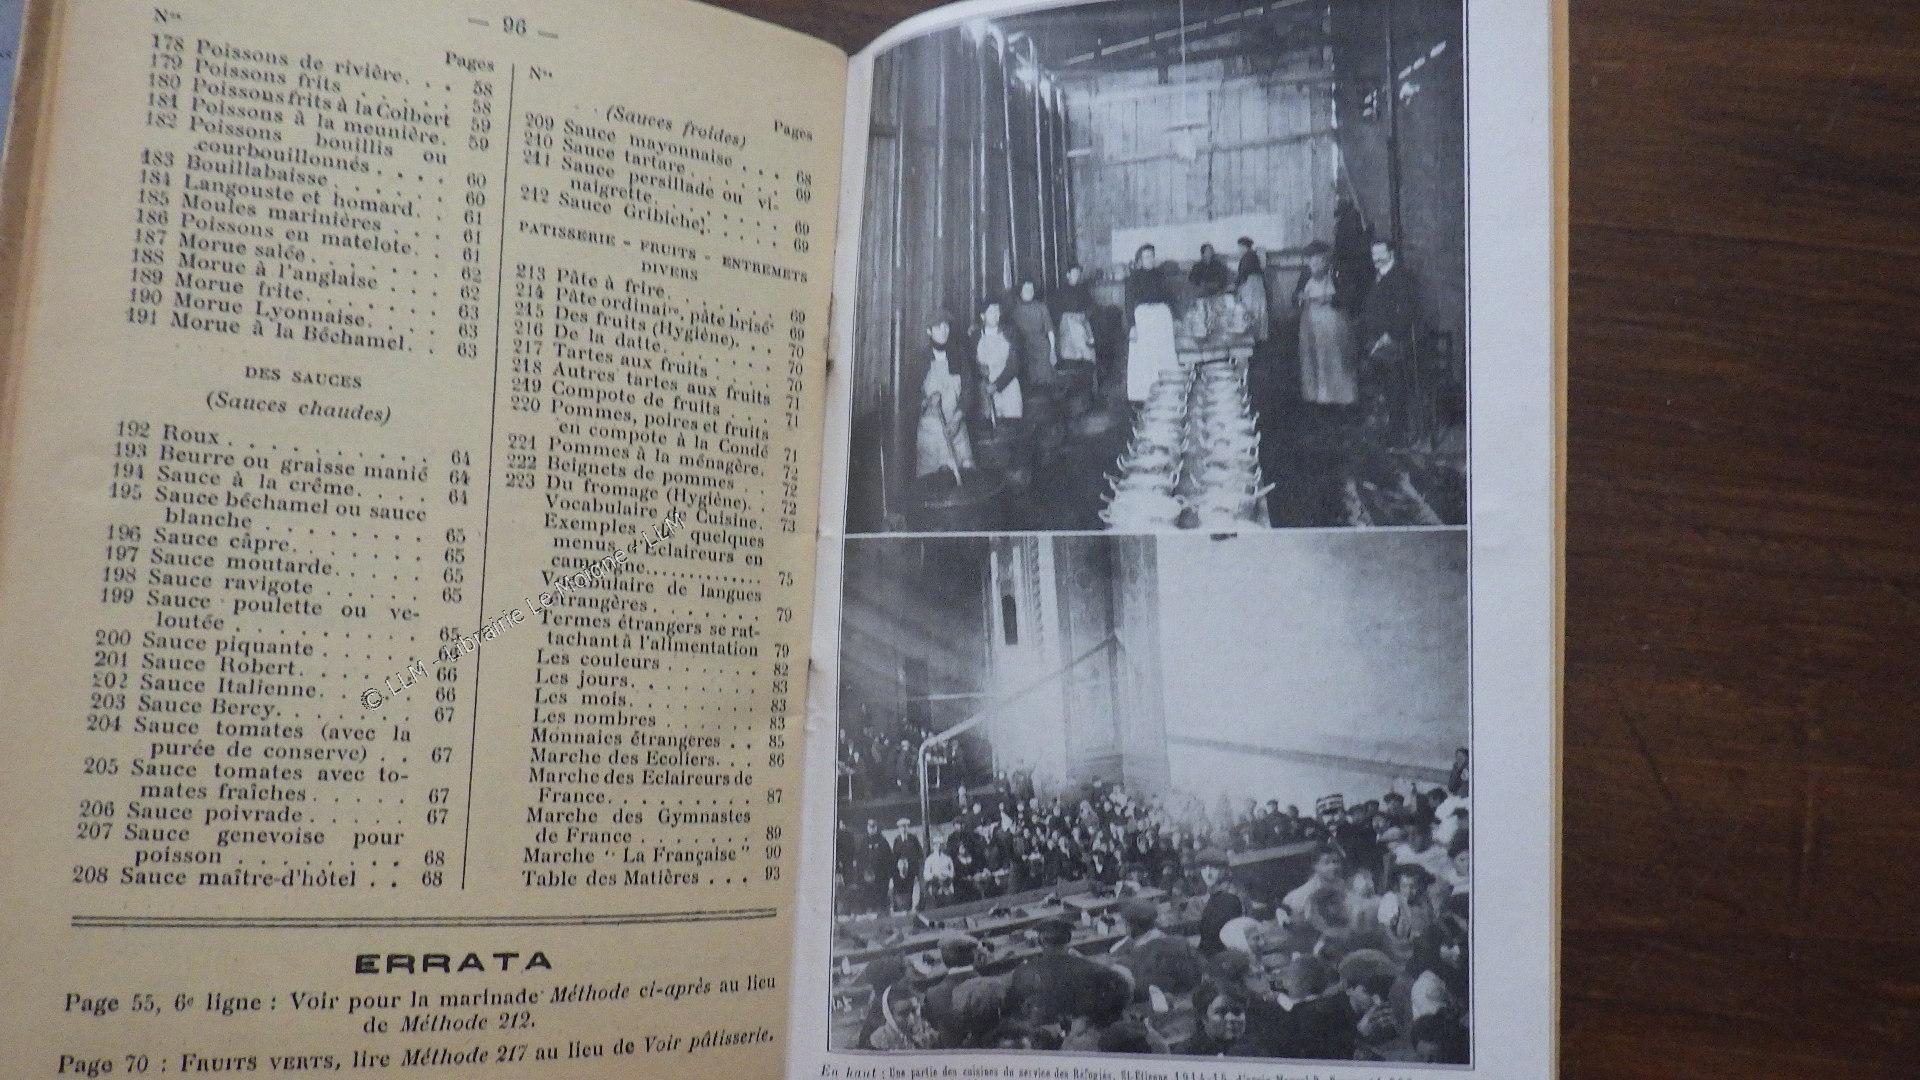 — 96 —
Nos
Pages
178 Poissons de rivière. . . 58
179 Poissons frits . . . . . 58
180 Poissons frits à la Colbert 59
181 Poissons à la meunière. 59
182 Poissons bouillis ou
courbouillonnés . . . . 60
183 Bouillabaisse. . . . . . 60
184 Langouste et homard. . 61
185 Moules marinières . . . 61
186 Poissons en matelote. . 61
187 Morue salée. . . . . . . 62
188 Morue à l'anglaise . . . 62
189 Morue frite. . . . . . . 63
190 Morue Lyonnaise. . . . 63
191 Morue à la Béchamel. . 63
DES SAUCES
(Sauces chaudes)
192 Roux . . . . . . . . . . 64
193 Beurre ou graisse manié 64
194 Sauce à la crême. . . . 64
195 Sauce béchamel ou sauce
blanche . . . . . . . 65
196 Sauce câpre. . . . . . . 65
197 Sauce moutarde. . . . . 65
198 Sauce ravigote . . . . . 65
199 Sauce poulette ou ve-
loutée . . . . . . . . . 65
200 Sauce piquante . . . . .
201 Sauce Robert. . . . . . 66
202 Sauce Italienne. . . . . 66
203 Sauce Bercy. . . . . . . 67
204 Sauce tomates (avec la
purée de conserve) . . 67
205 Sauce tomates avec to-
mates fraîches . . . . . 67
206 Sauce poivrade . . . . . 67
207 Sauce genevoise pour
poisson . . . . . . . . 68
208 Sauce maître-d'hôtel . . 68
Nos
Pages
(Sauces froides)
209 Sauce mayonnaise . . . 68
210 Sauce tartare. . . . . . 69
211 Sauce persillade ou vi-
naigrette. . . . . . . 69
212 Sauce Gribiche. . . . . 69
PATISSERIE - FRUITS - ENTREMETS
DIVERS
213 Pâte à frire. . . . . . . 69
214 Pâte ordinaire, pâte brisée 69
215 Des fruits (Hygiène). . . 70
216 De la datte. . . . . . . 70
217 Tartes aux fruits . . . . 70
218 Autres tartes aux fruits 71
219 Compote de fruits . . . 71
220 Pommes, poires et fruits
en compote à la Condé 71
221 Pommes à la ménagère. 72
222 Beignets de pommes . . 72
223 Du fromage (Hygiène). . 72
Vocabulaire de Cuisine. 73
Exemples de quelques
menus d'Eclaireurs en
campagne............. 75
Vocabulaire de langues
étrangères . . . . . . . 79
Termes étrangers se rat-
tachant à l'alimentation 79
Les couleurs . . . . . . 82
Les jours. . . . . . . . 83
Les mois. . . . . . . . 83
Les nombres . . . . . . 83
Monnaies étrangères . . 85
Marche des Ecoliers. . . 86
Marche des Eclaireurs de
France. . . . . . . . . 87
Marche des Gymnastes
de France . . . . . . . 89
Marche " La Française " 90
Table des Matières . . . 93
ERRATA
Page 55, 6e ligne : Voir pour la marinade Méthode ci-après au lieu
de Méthode 212.
Page 70 : FRUITS VERTS, lire Méthode 217 au lieu de Voir pâtisserie.
© LLM - Librairie Le Moigne - LLM
En haut : Une partie des cuisines du service des Réfugiés, St-Etienne 1914-15